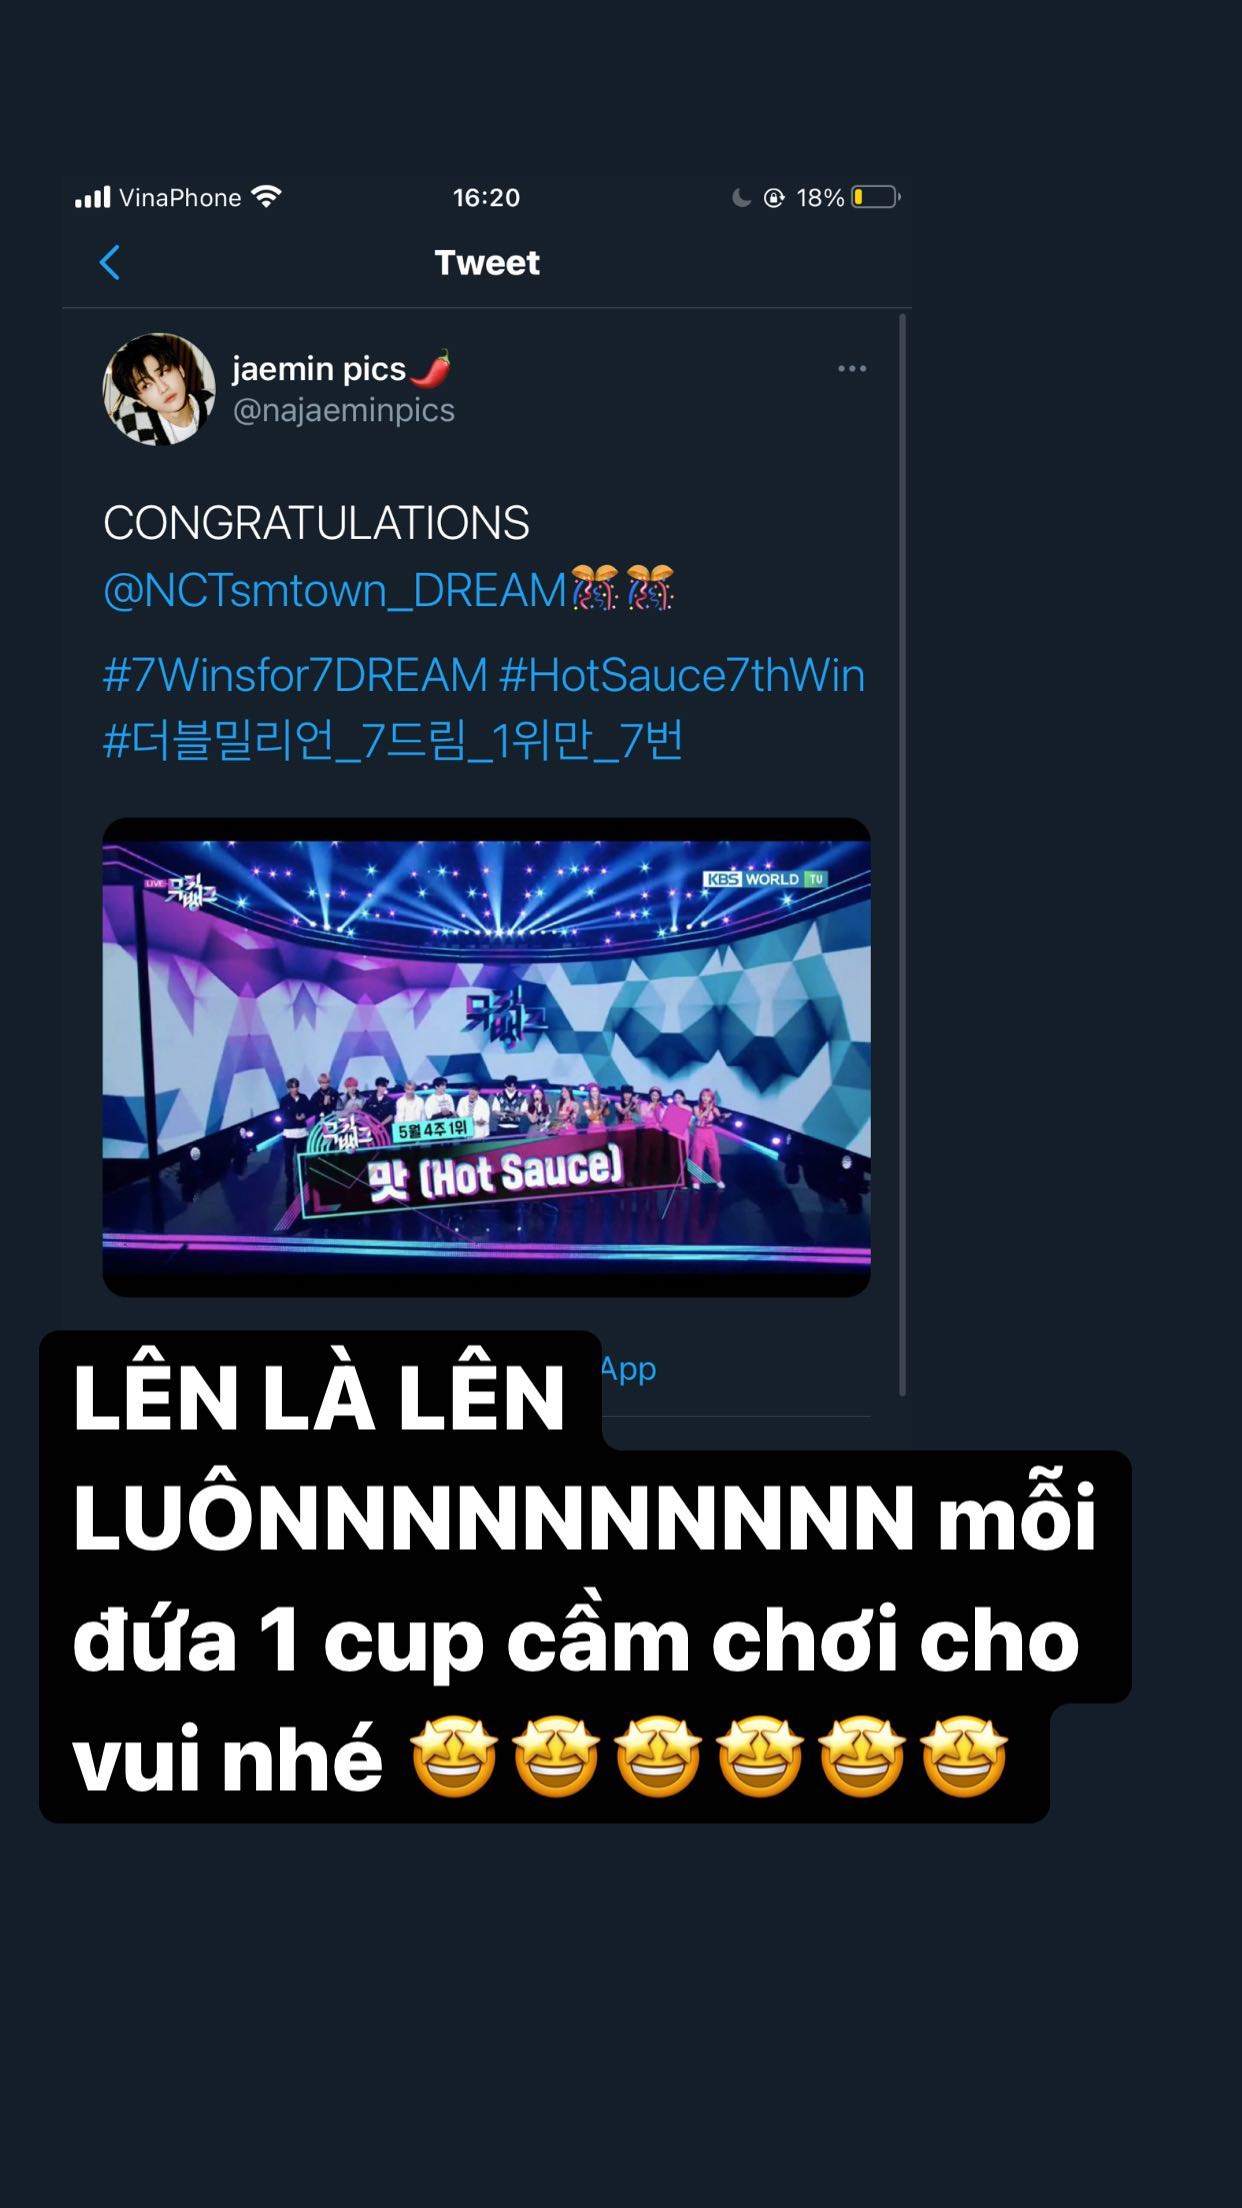 VinaPhone 16:20 18%
Tweet
jaemin pics🌶️
@najaeminpics
CONGRATULATIONS
@NCTsmtown_DREAM🎊🎊
#7Winsfor7DREAM #HotSauce7thWin
#더블밀리언_7드림_1위만_7번
LIVE 뮤직뱅크 KBS WORLD TV
뮤직뱅크
뮤직뱅크 5월 4주 1위
맛 (Hot Sauce)
App
LÊN LÀ LÊN
LUÔNNNNNNNNNN mỗi
đứa 1 cup cầm chơi cho
vui nhé 🤩🤩🤩🤩🤩🤩